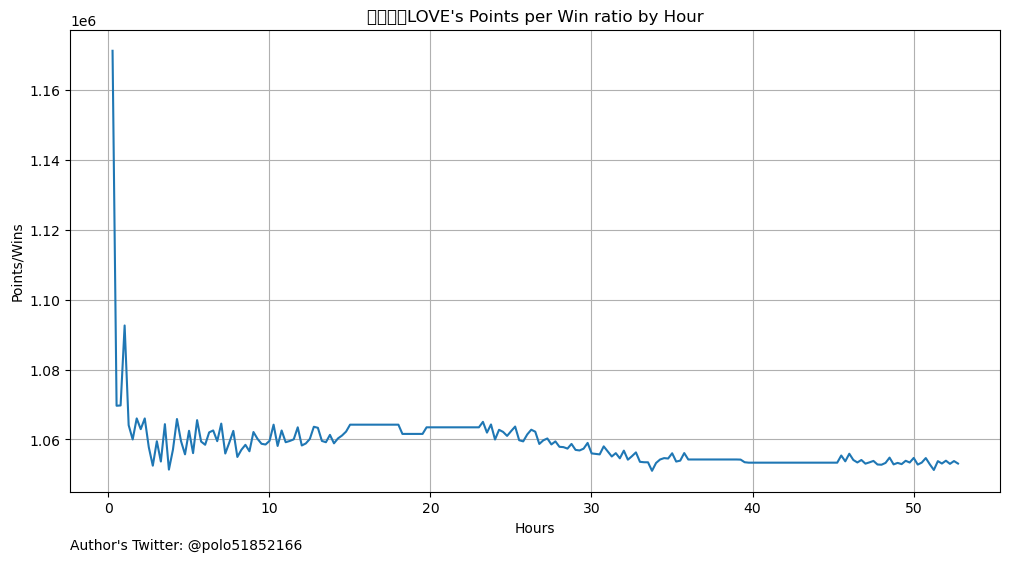 LOVE's Points per Win ratio by Hour
1e6
1.16
1.14
1.12
1.10
1.08
1.06
Points/Wins
0
10
20
30
40
50
Hours
Author's Twitter: @polo51852166